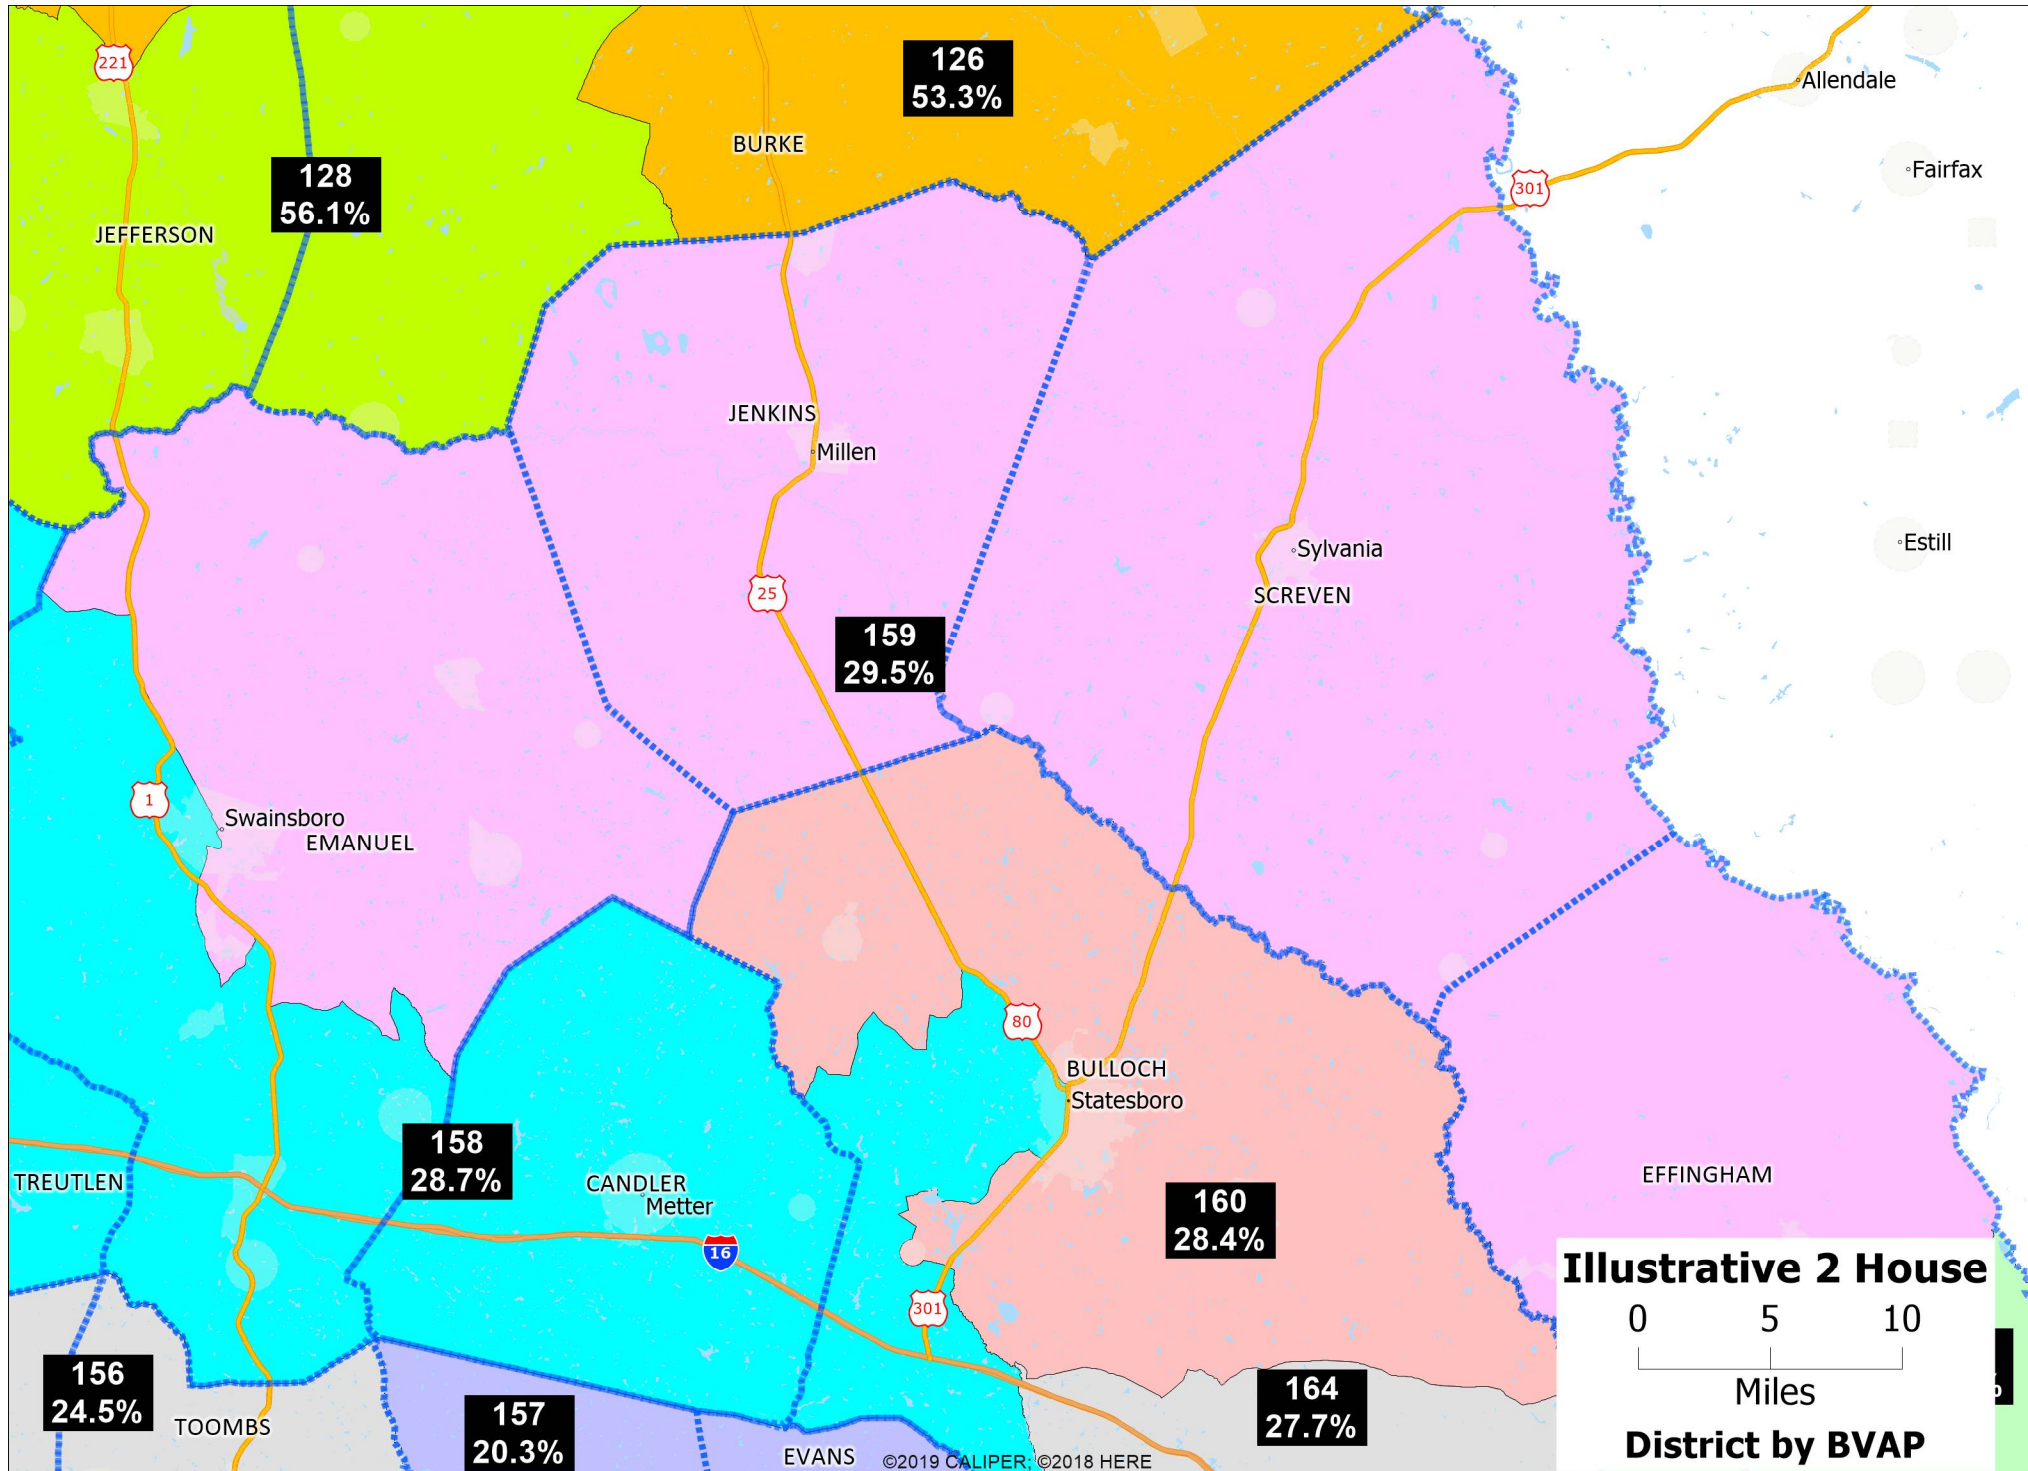 221
126
53.3%
Allendale
BURKE
Fairfax
128
56.1%
301
JEFFERSON
JENKINS
Millen
Estill
Sylvania
25
SCREVEN
159
29.5%
1
Swainsboro
EMANUEL
80
BULLOCH
Statesboro
158
28.7%
TREUTLEN
CANDLER
Metter
EFFINGHAM
160
28.4%
16
Illustrative 2 House
0 5 10
Miles
District by BVAP
301
156
24.5%
164
27.7%
157
20.3%
TOOMBS
EVANS
©2019 CALIPER; ©2018 HERE